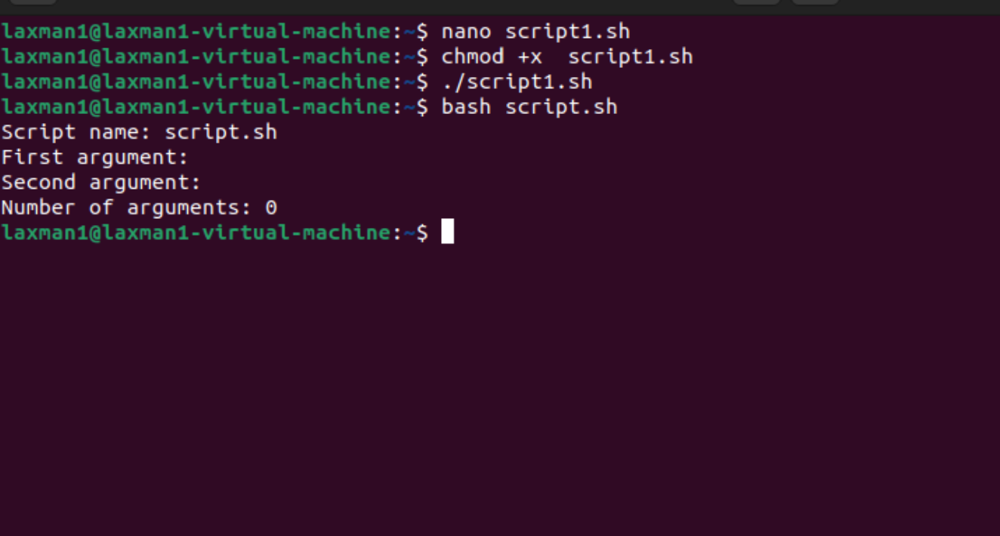 laxman1@laxman1-virtual-machine:~$ nano script1.sh
laxman1@laxman1-virtual-machine:~$ chmod +x  script1.sh
laxman1@laxman1-virtual-machine:~$ ./script1.sh
laxman1@laxman1-virtual-machine:~$ bash script.sh
Script name: script.sh
First argument:
Second argument:
Number of arguments: 0
laxman1@laxman1-virtual-machine:~$